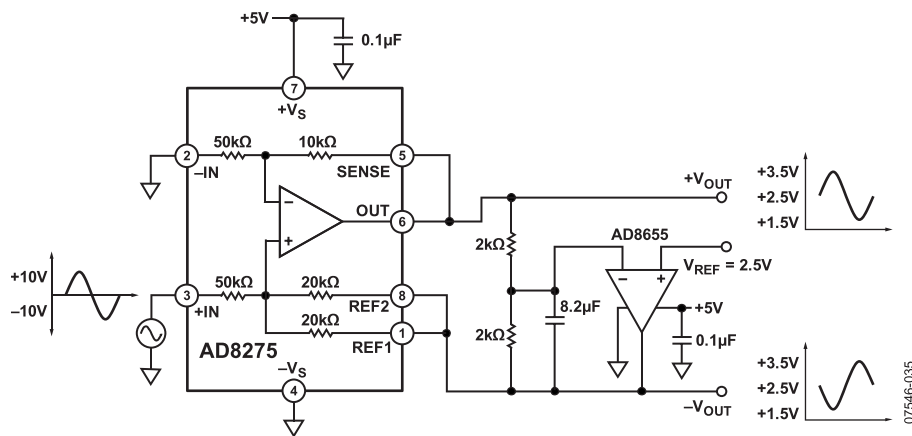 +5V
0.1µF
7
+VS
50kΩ
10kΩ
2
5
–IN
SENSE
+VOUT
+3.5V
+2.5V
+1.5V
OUT
6
–
+
AD8655
2kΩ
VREF = 2.5V
–
+
+10V
–10V
50kΩ
20kΩ
3
8
+IN
REF2
20kΩ
1
REF1
8.2µF
+5V
2kΩ
0.1µF
AD8275
–VS
4
–VOUT
+3.5V
+2.5V
+1.5V
07546-035